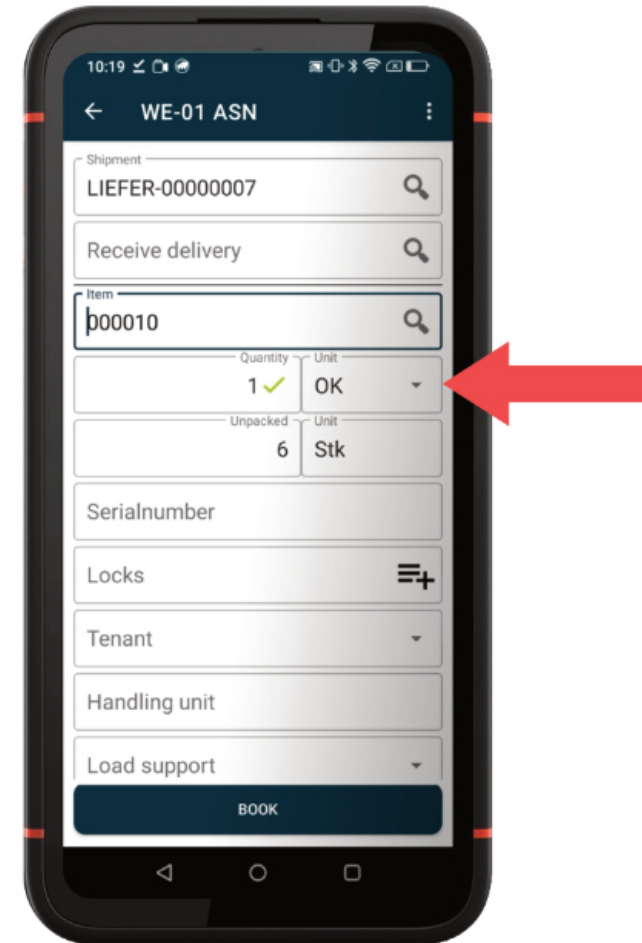 10:19
WE-01 ASN
Shipment
LIEFER-00000007
Receive delivery
Item
000010
Quantity Unit
1 OK
Unpacked Unit
6 Stk
Serialnumber
Locks
Tenant
Handling unit
Load support
BOOK